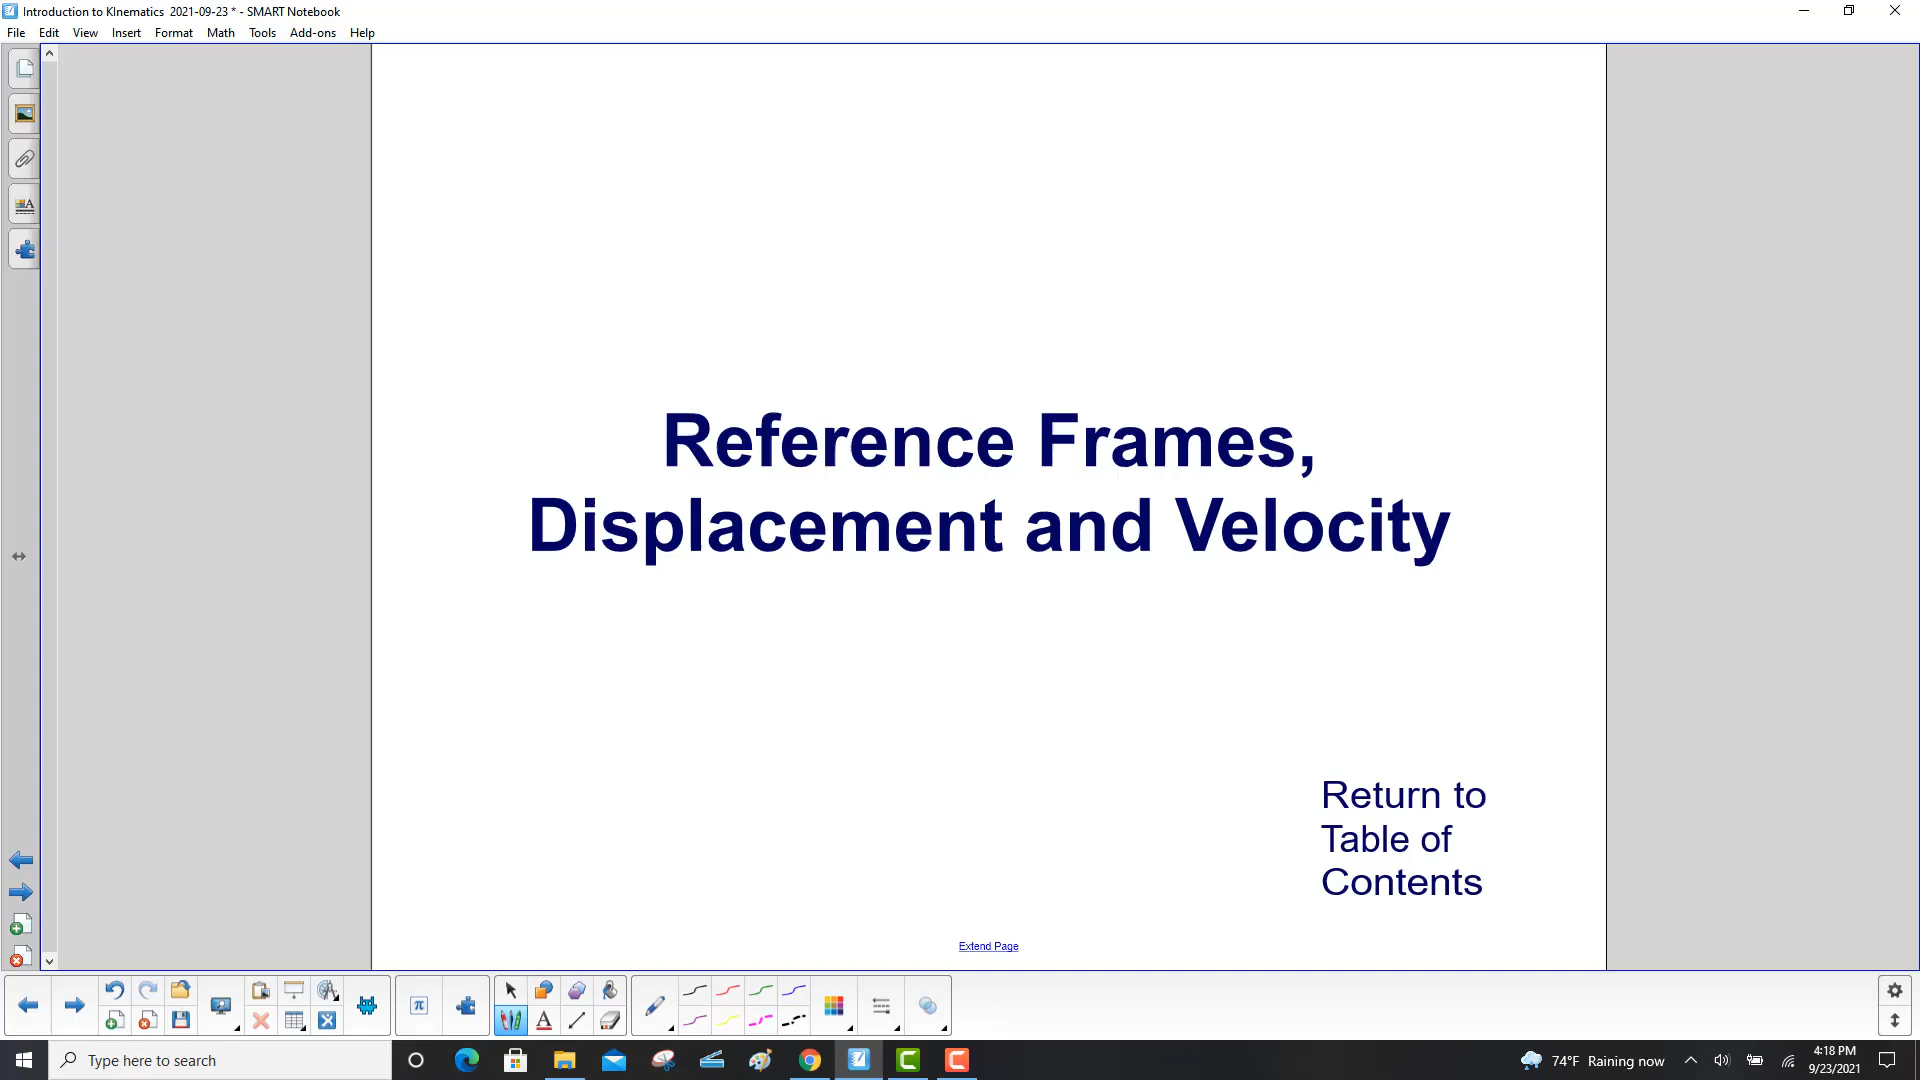 Introduction to KInematics 2021-09-23 * - SMART Notebook
File Edit View Insert Format Math Tools Add-ons Help
Reference Frames,
Displacement and Velocity
Return to
Table of
Contents
Extend Page
Type here to search
74°F Raining now
4:18 PM
9/23/2021